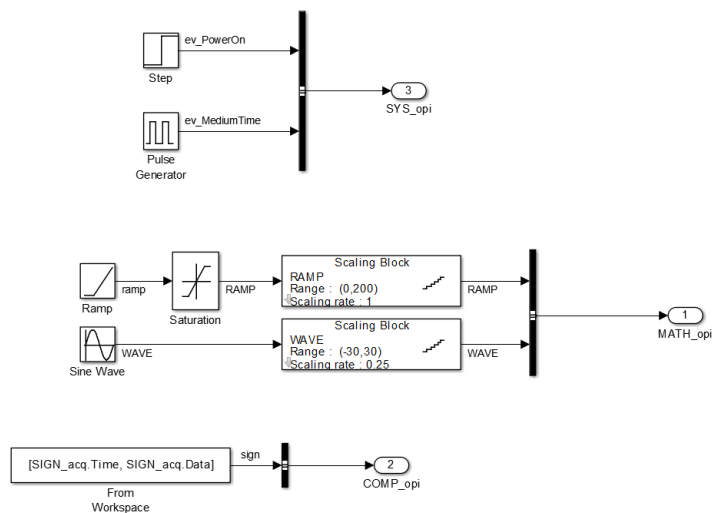 ev_PowerOn
Step
3
SYS_opi
ev_MediumTime
Pulse
Generator
Scaling Block
RAMP
Range : (0,200)
Scaling rate : 1
ramp
RAMP
RAMP
Ramp
Saturation
1
MATH_opi
Scaling Block
WAVE
Range : (-30,30)
Scaling rate : 0.25
WAVE
WAVE
Sine Wave
[SIGN_acq.Time, SIGN_acq.Data]
sign
2
COMP_opi
From
Workspace